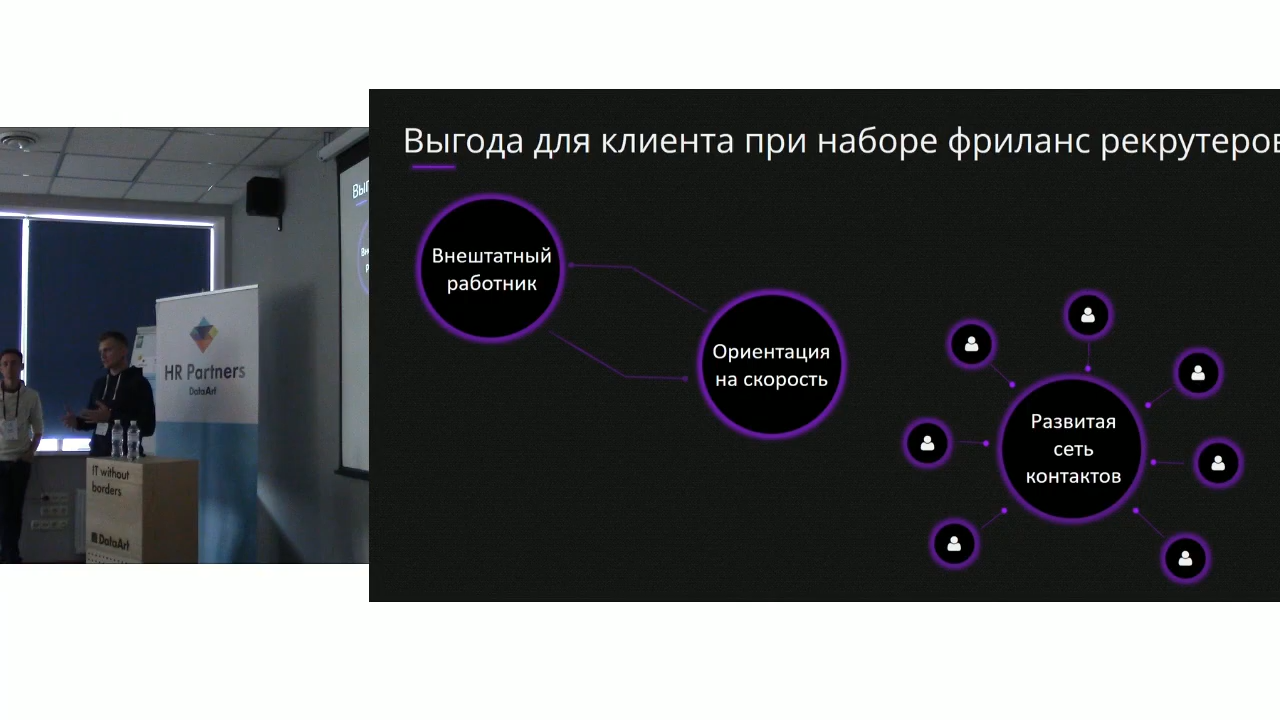 Выгода для клиента при наборе фриланс рекрутеров
Внештатный
работник
Ориентация
на скорость
Развитая
сеть
контактов
HR Partners
DataArt
IT without
borders
DataArt